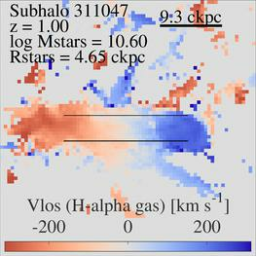 Subhalo 311047
9.3 ckpc
z = 1.00
log Mstars = 10.60
Rstars = 4.65 ckpc
Vlos (H-alpha gas) [km s⁻¹]
-200 0 200